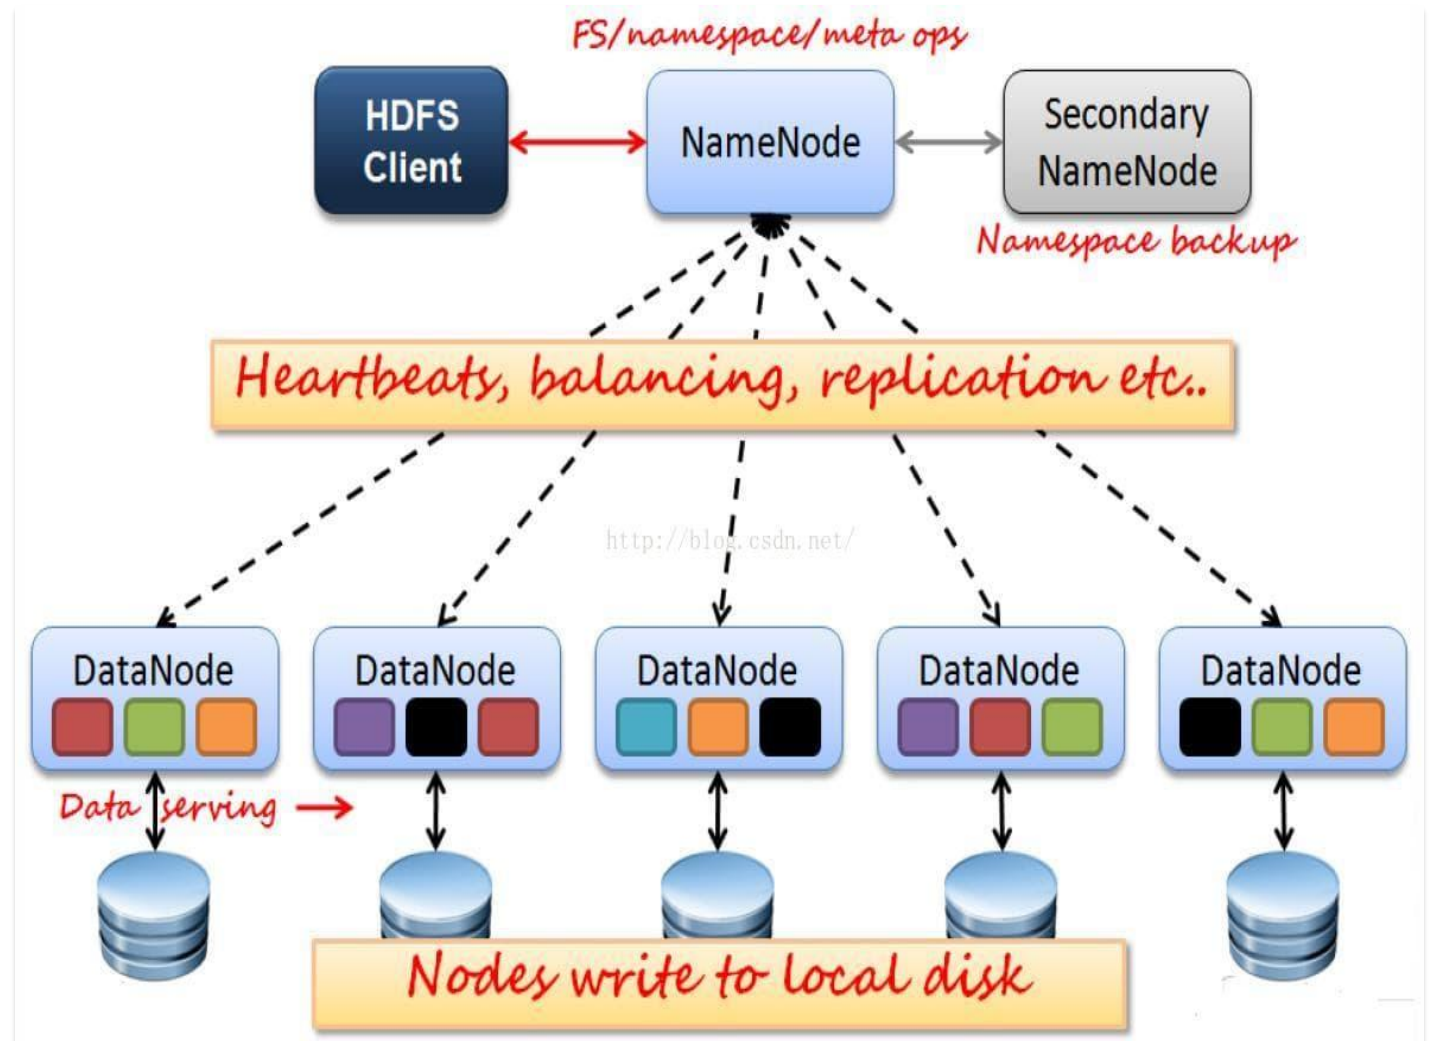 FS/namespace/meta ops
HDFS
Client
NameNode
Secondary
NameNode
Namespace backup
Heartbeats, balancing, replication etc..
http://blog.csdn.net/
DataNode
DataNode
DataNode
DataNode
DataNode
Data serving
Nodes write to local disk